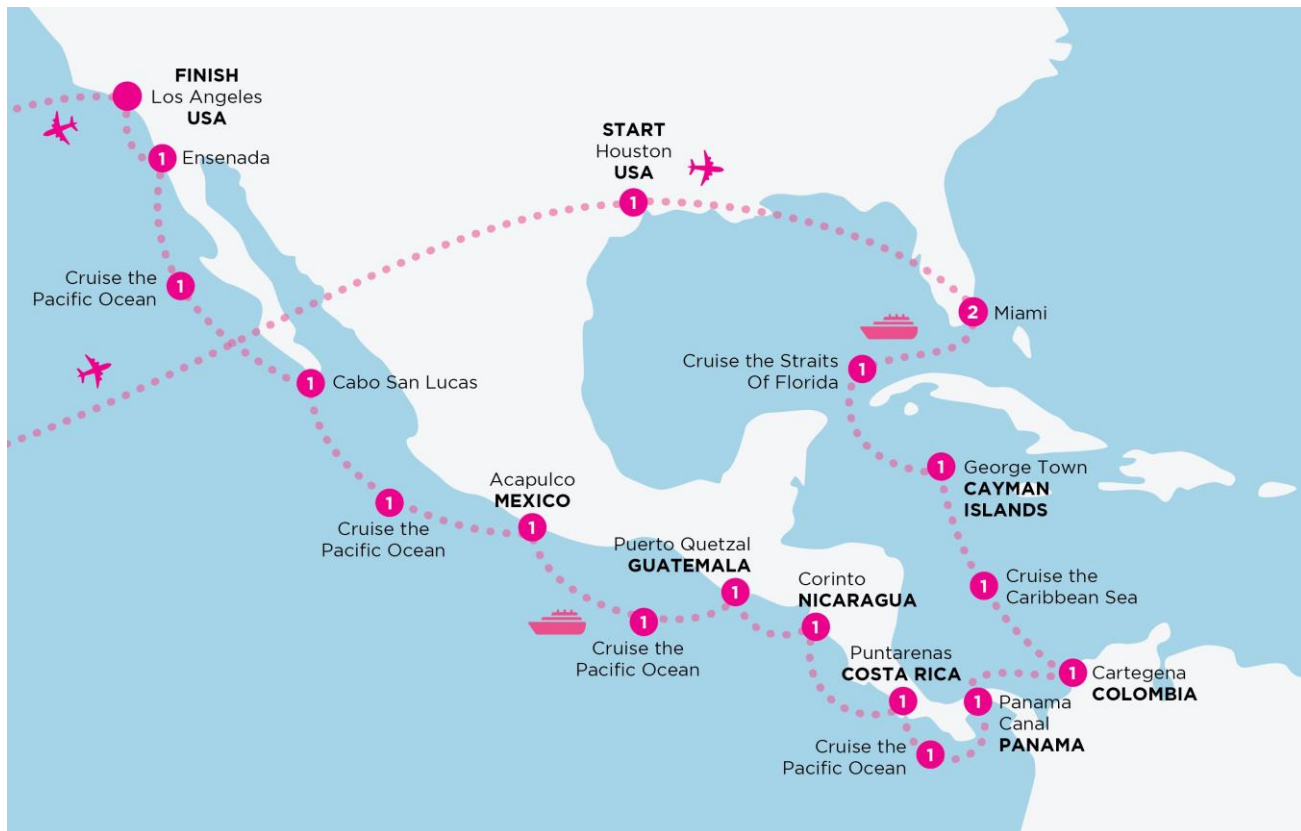 FINISH
Los Angeles
USA
1
Ensenada
START
Houston
USA
1
Cruise the
Pacific Ocean
1
2
Miami
Cruise the Straits
Of Florida
1
1
Cabo San Lucas
1
George Town
CAYMAN
ISLANDS
Acapulco
MEXICO
1
1
Cruise the
Pacific Ocean
Puerto Quetzal
GUATEMALA
1
Corinto
NICARAGUA
1
1
Cruise the
Caribbean Sea
1
Cruise the
Pacific Ocean
Puntarenas
COSTA RICA
1
1
Cartegena
COLOMBIA
1
Panama
Canal
PANAMA
Cruise the
Pacific Ocean
1